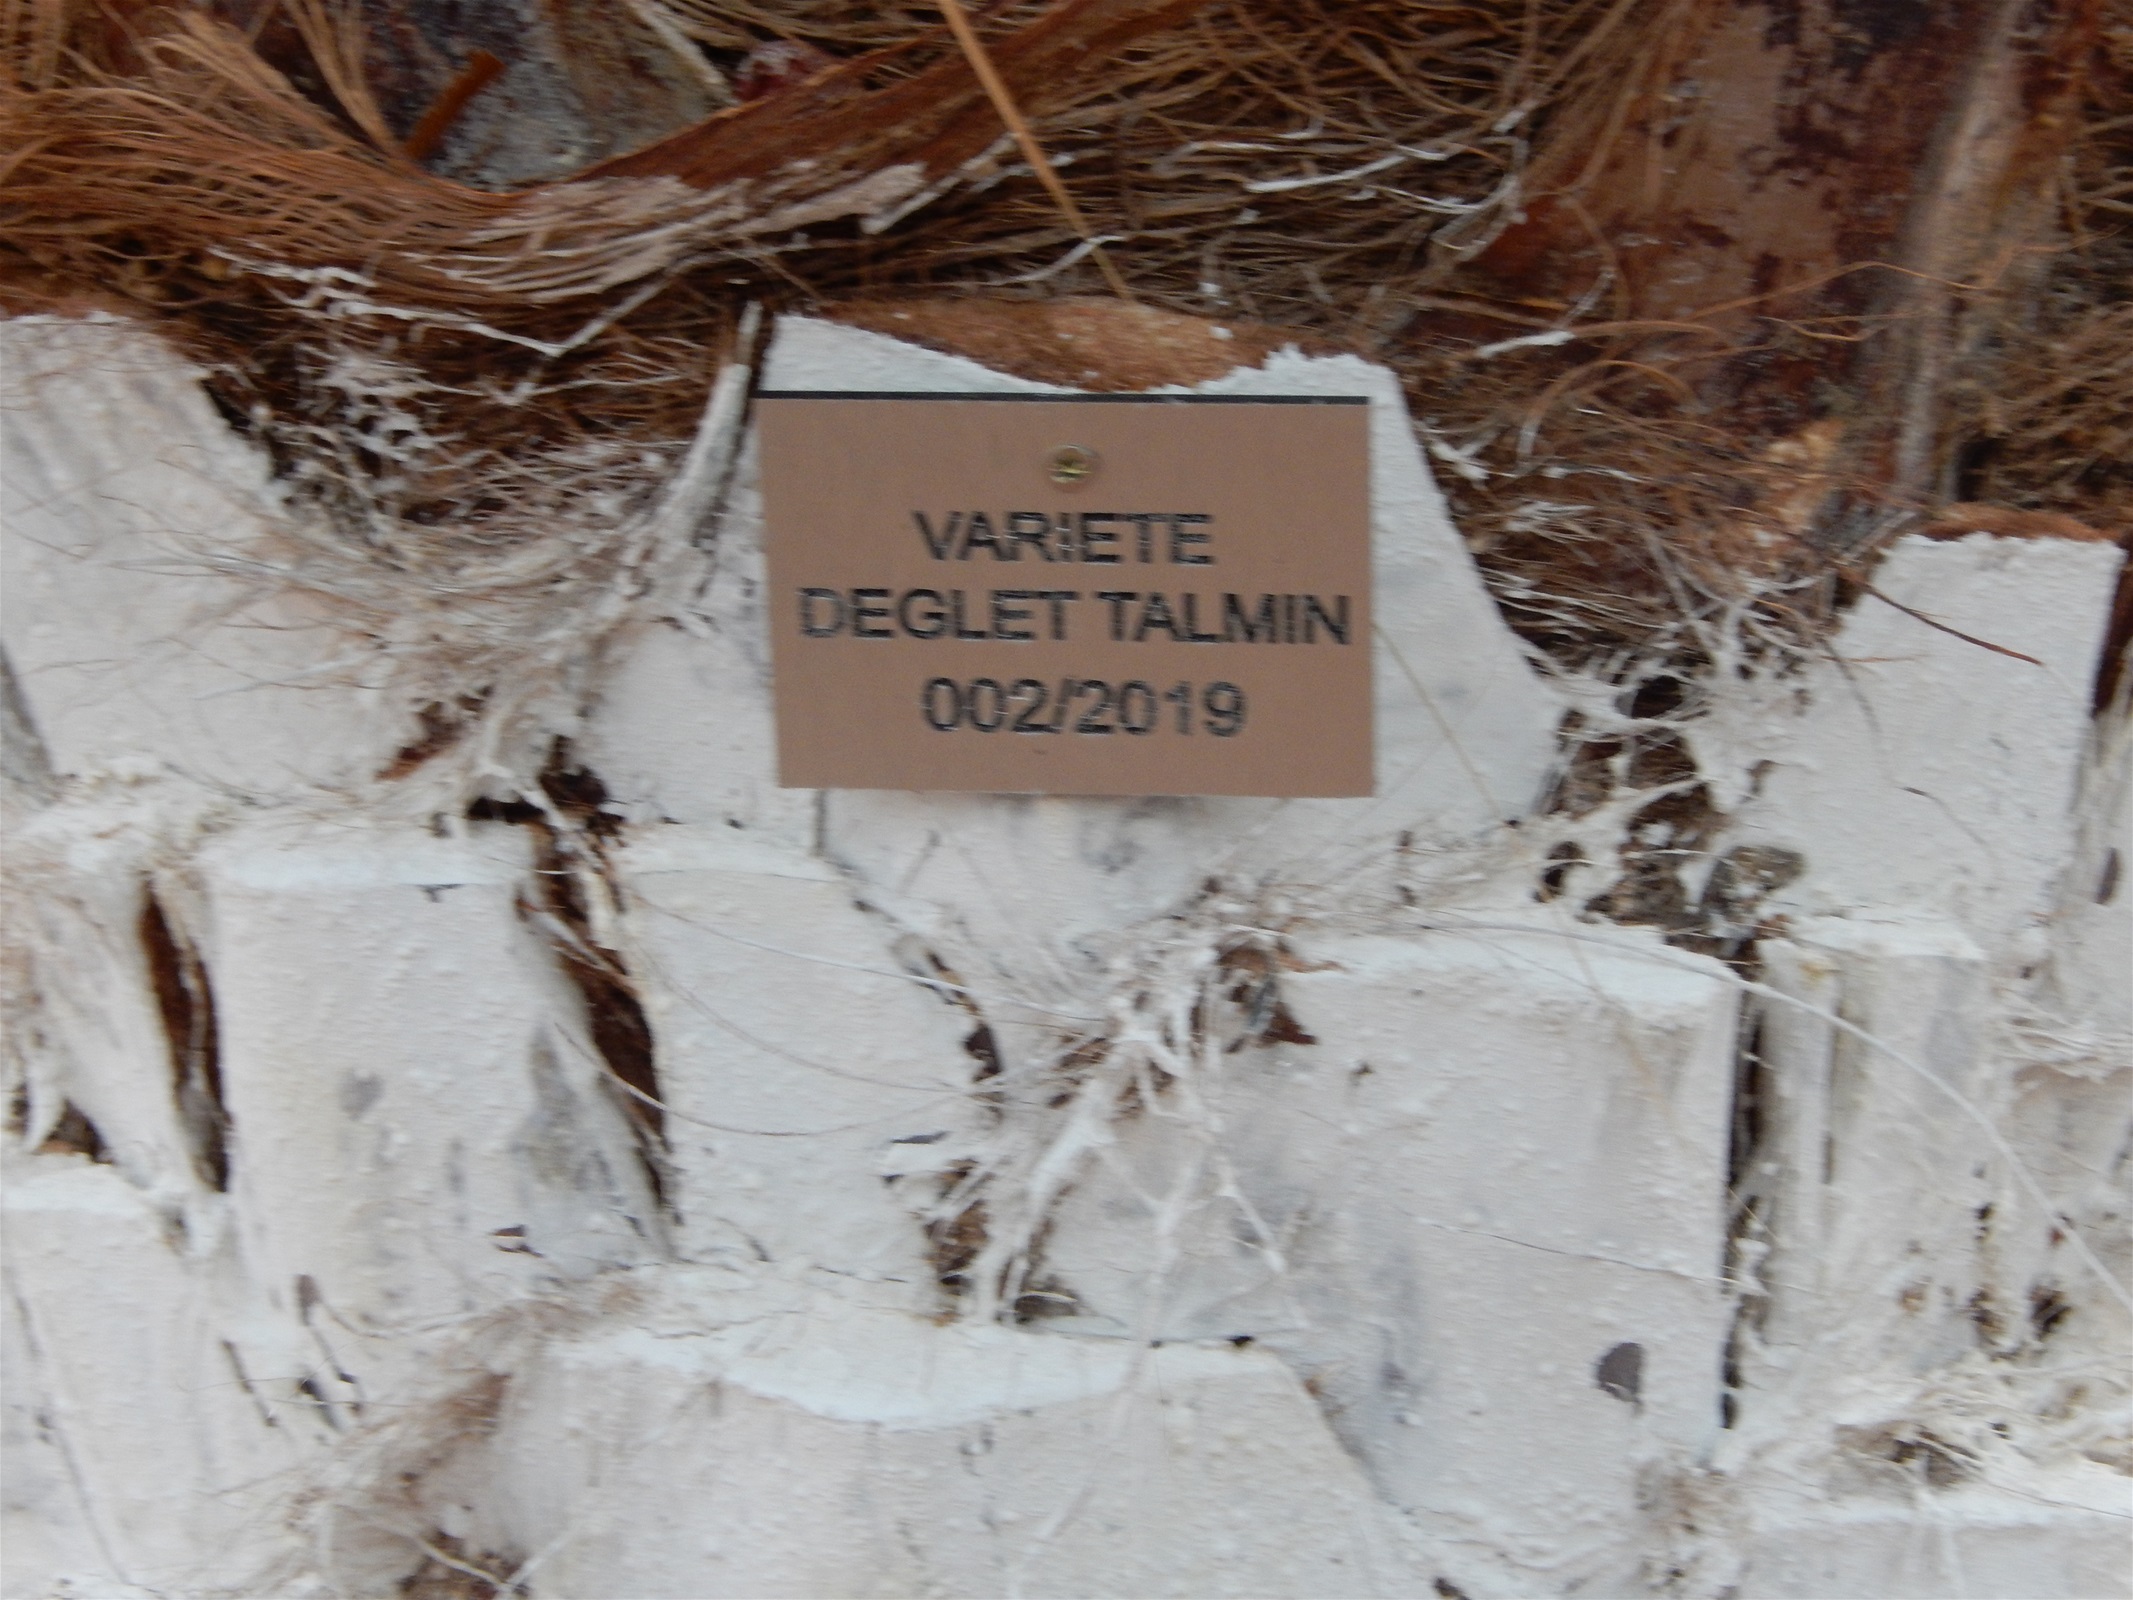 VARIETE
DEGLET TALMIN
002/2019